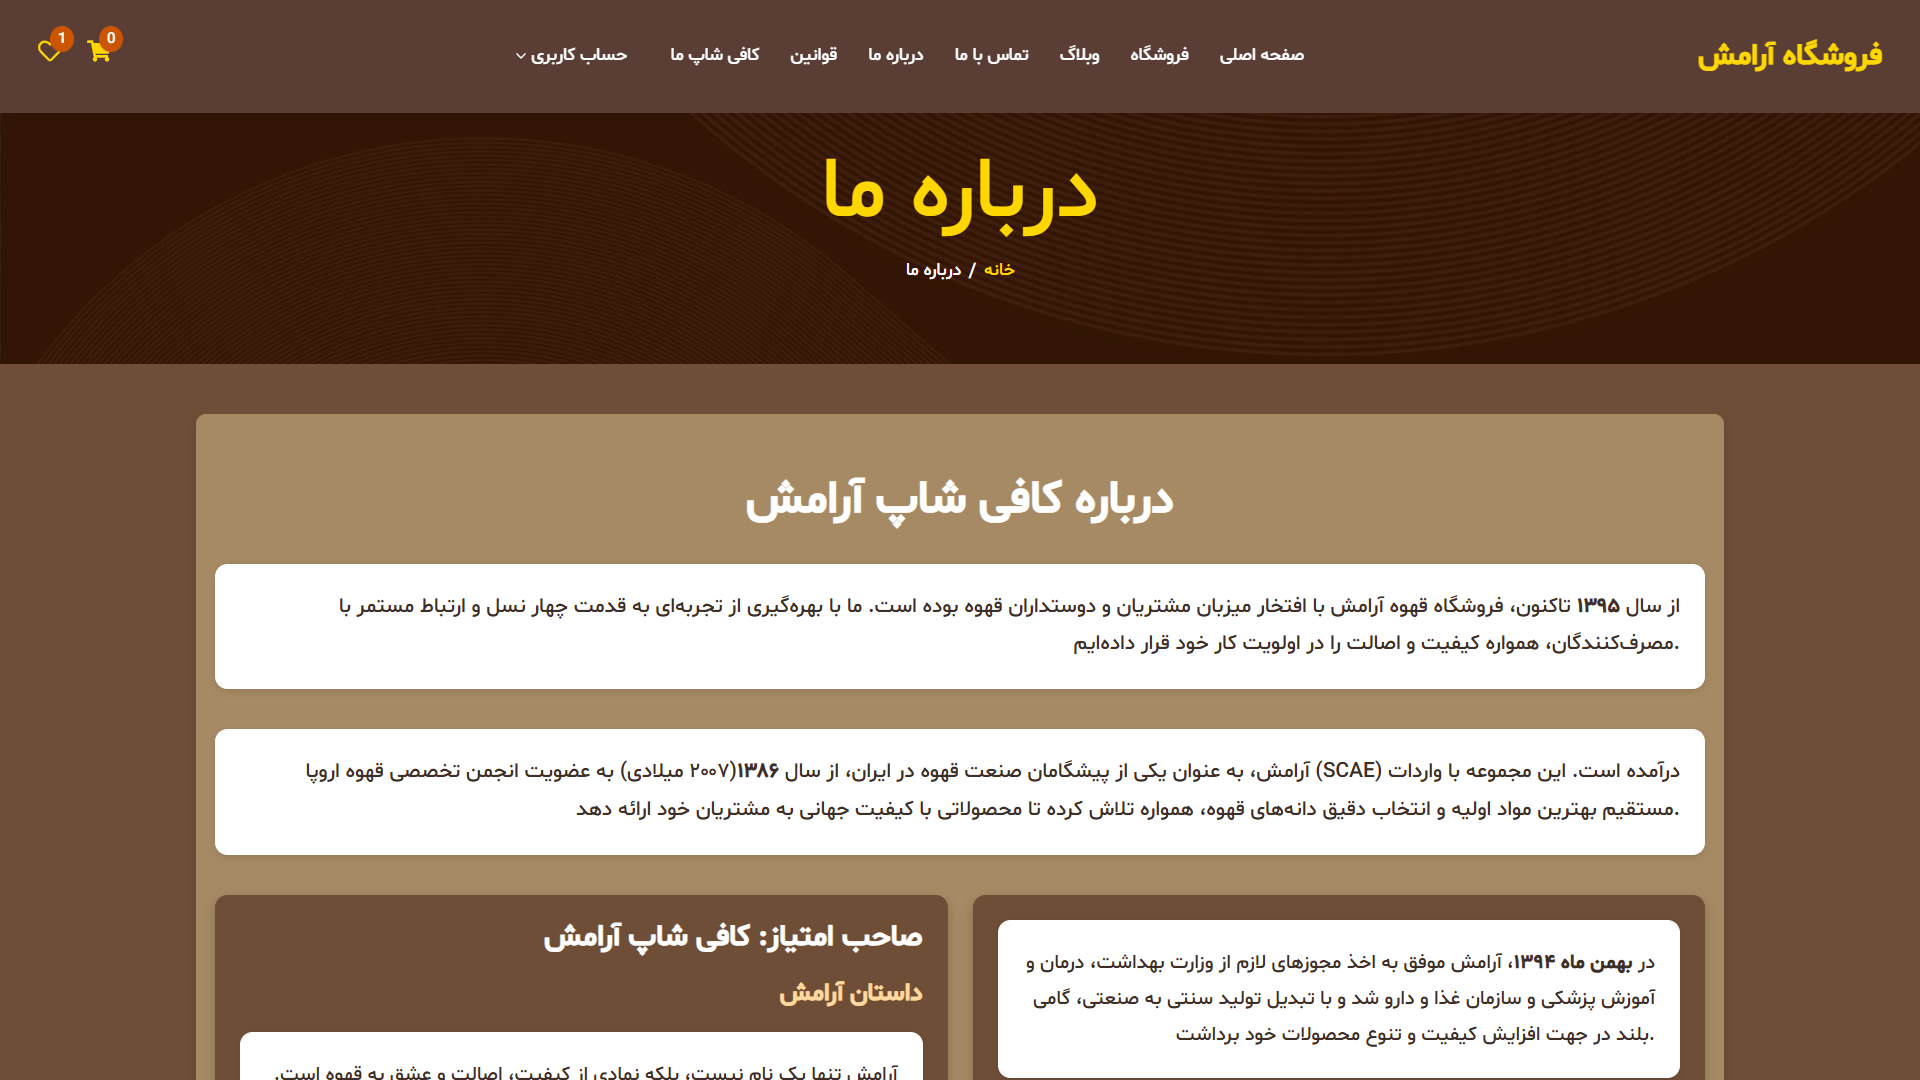 فروشگاه آرامش
صفحه اصلی
فروشگاه
وبلاگ
تماس با ما
درباره ما
قوانین
کافی شاپ ما
حساب کاربری
0
1
درباره ما
خانه / درباره ما
درباره کافی شاپ آرامش
از سال ۱۳۹۵ تاکنون، فروشگاه قهوه آرامش با افتخار میزبان مشتریان و دوستداران قهوه بوده است. ما با بهره‌گیری از تجربه‌ای به قدمت چهار نسل و ارتباط مستمر با
.مصرف‌کنندگان، همواره کیفیت و اصالت را در اولویت کار خود قرار داده‌ایم
درآمده است. این مجموعه با واردات (SCAE) آرامش، به عنوان یکی از پیشگامان صنعت قهوه در ایران، از سال ۱۳۸۶(۲۰۰۷ میلادی) به عضویت انجمن تخصصی قهوه اروپا
.مستقیم بهترین مواد اولیه و انتخاب دقیق دانه‌های قهوه، همواره تلاش کرده تا محصولاتی با کیفیت جهانی به مشتریان خود ارائه دهد
در بهمن ماه ۱۳۹۴، آرامش موفق به اخذ مجوزهای لازم از وزارت بهداشت، درمان و
آموزش پزشکی و سازمان غذا و دارو شد و با تبدیل تولید سنتی به صنعتی، گامی
.بلند در جهت افزایش کیفیت و تنوع محصولات خود برداشت
صاحب امتیاز: کافی شاپ آرامش
داستان آرامش
آرامش تنها یک نام نیست، بلکه نمادی از کیفیت، اصالت و عشق به قهوه است.